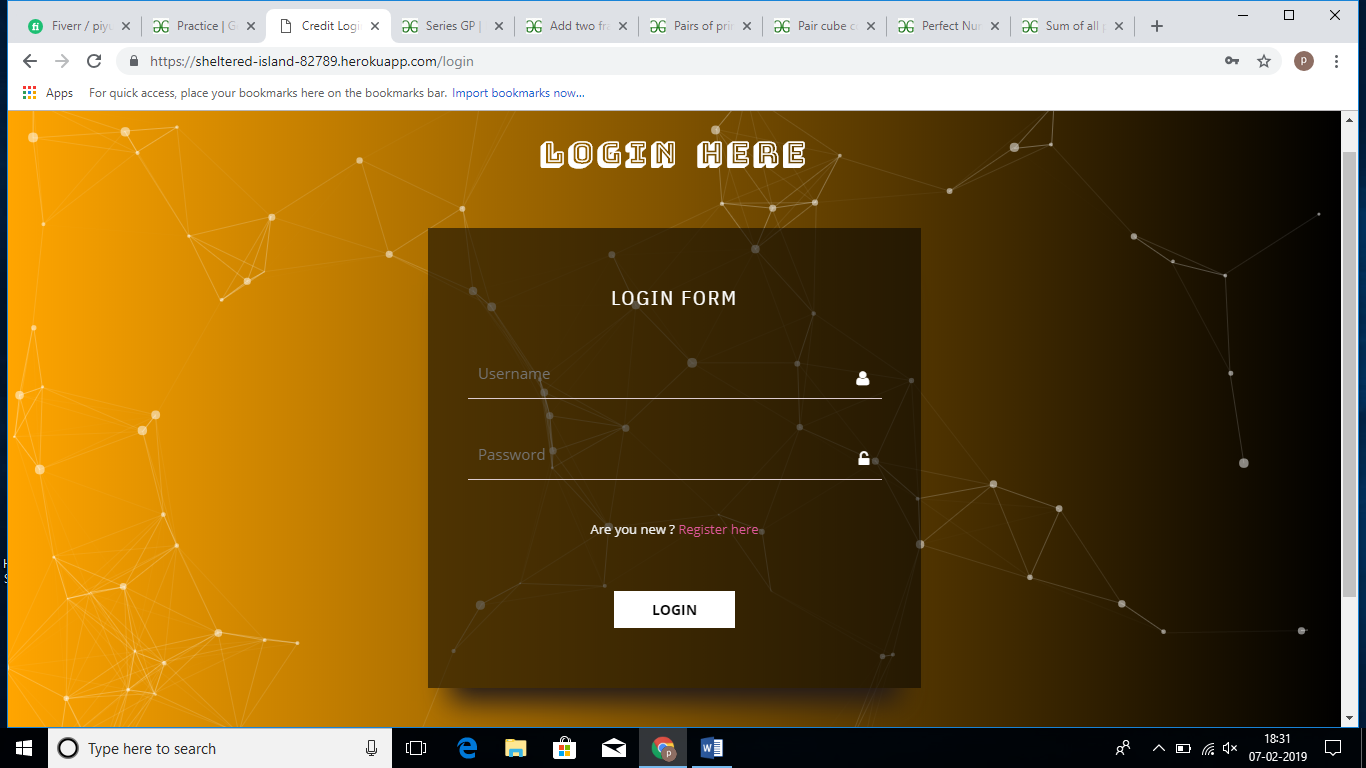 Fiverr / piyu
Practice | G
Credit Logi
Series GP |
Add two fra
Pairs of pri
Pair cube c
Perfect Nu
Sum of all
https://sheltered-island-82789.herokuapp.com/login
p
Apps
For quick access, place your bookmarks here on the bookmarks bar. Import bookmarks now...
LOGIN HERE
LOGIN FORM
Username
Password
Are you new ? Register here
LOGIN
Type here to search
18:31
07-02-2019